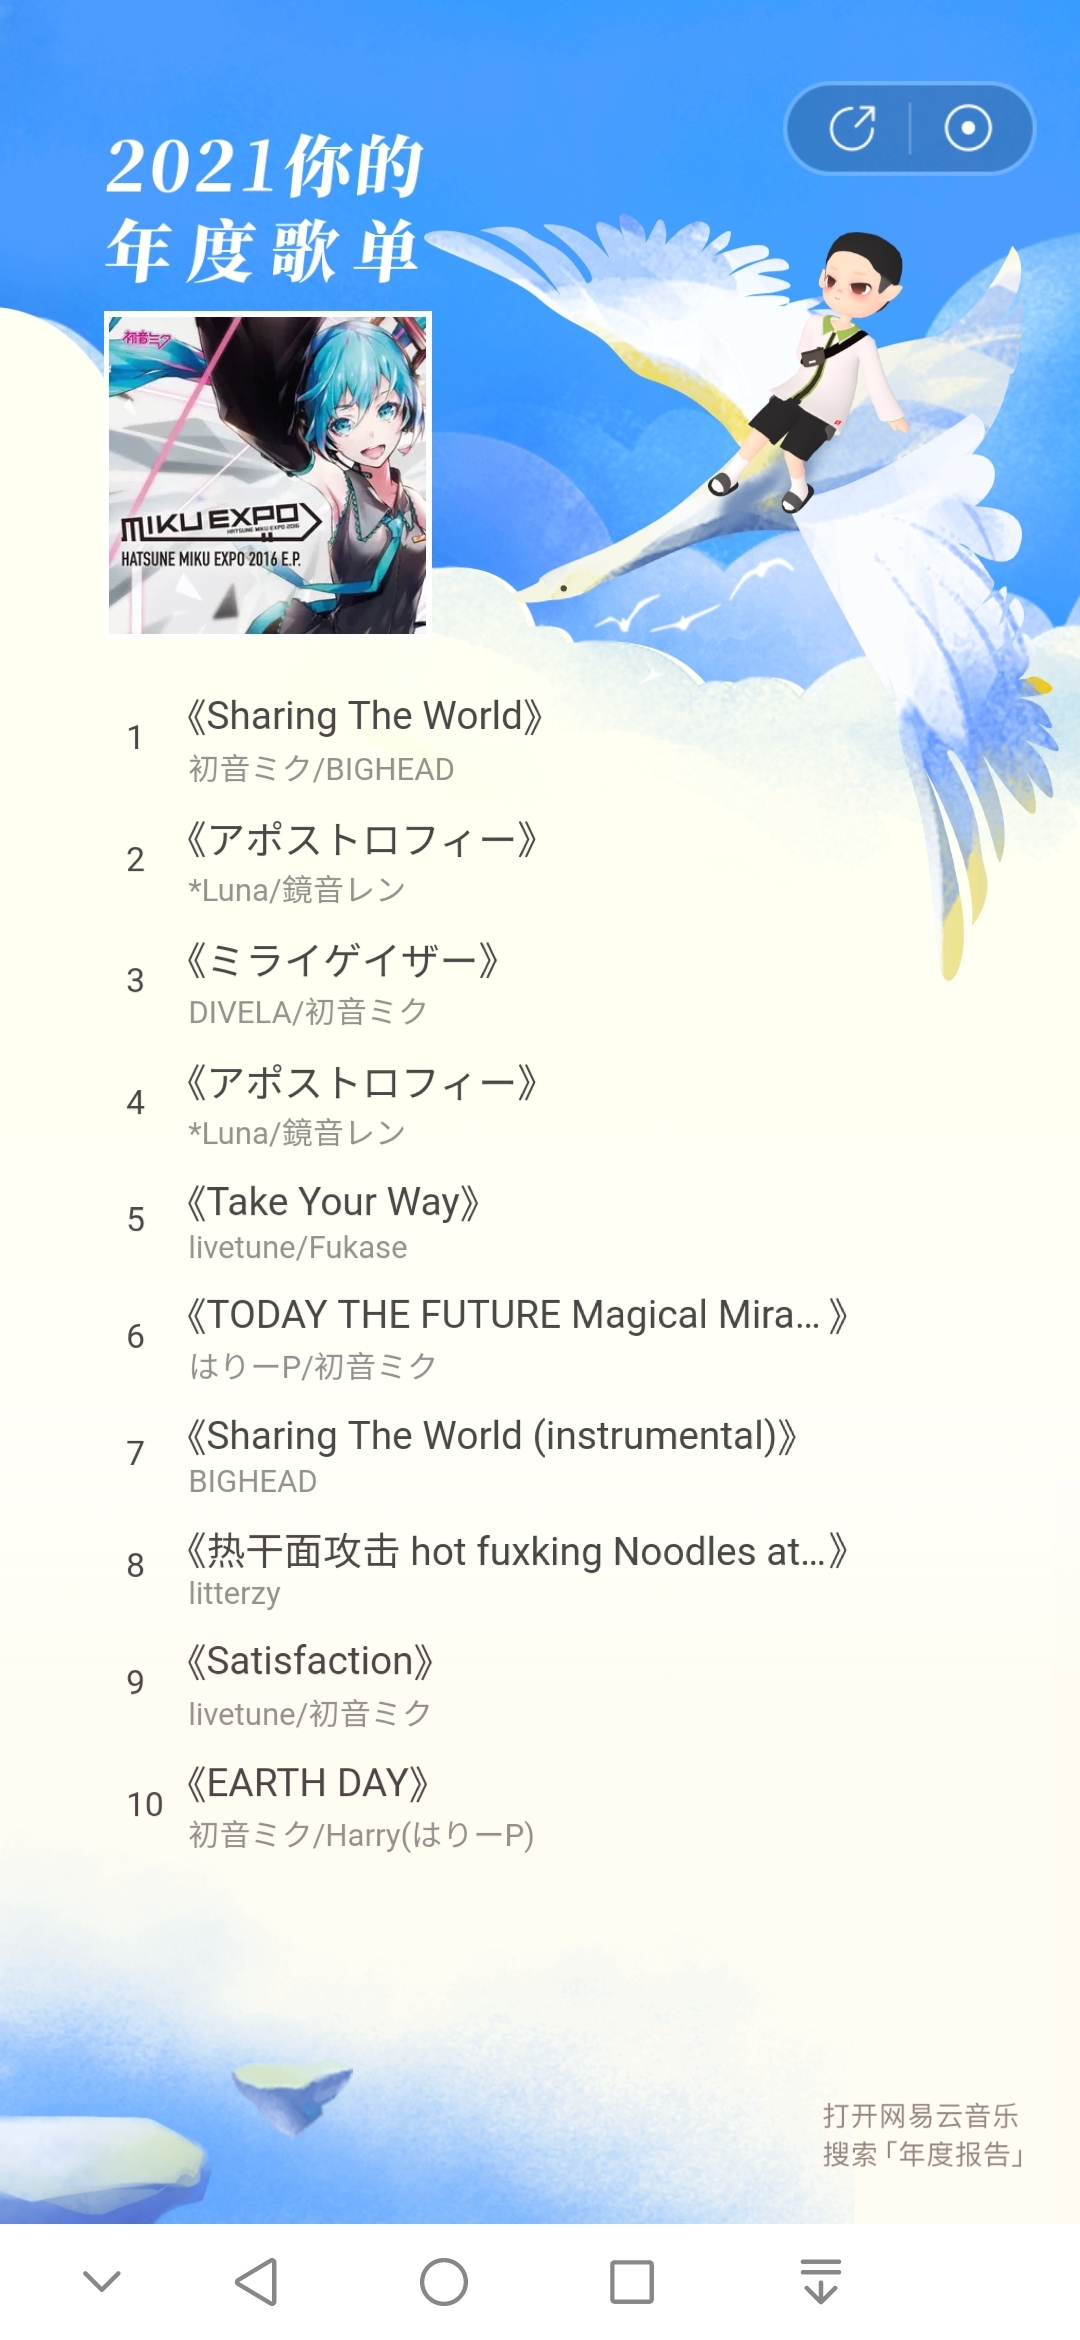 2021你的
年度歌单
初音ミク
MIKU EXPO
HATSUNE MIKU EXPO 2016
HATSUNE MIKU EXPO 2016 E.P.
1
《Sharing The World》
初音ミク/BIGHEAD
2
《アポストロフィー》
*Luna/鏡音レン
3
《ミライゲイザー》
DIVELA/初音ミク
4
《アポストロフィー》
*Luna/鏡音レン
5
《Take Your Way》
livetune/Fukase
6
《TODAY THE FUTURE Magical Mira... 》
はりーP/初音ミク
7
《Sharing The World (instrumental)》
BIGHEAD
8
《热干面攻击 hot fuxking Noodles at...》
litterzy
9
《Satisfaction》
livetune/初音ミク
10
《EARTH DAY》
初音ミク/Harry(はりーP)
打开网易云音乐
搜索「年度报告」